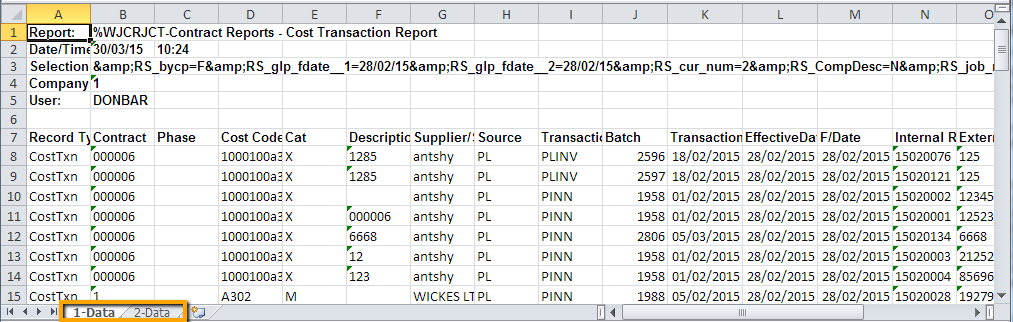 A B C D E F G H I J K L M N O
1 Report: %WJCRJCT-Contract Reports - Cost Transaction Report
2 Date/Time 30/03/15 10:24
3 Selection &amp;RS_bycp=F&amp;RS_glp_fdate__1=28/02/15&amp;RS_glp_fdate__2=28/02/15&amp;RS_cur_num=2&amp;RS_CompDesc=N&amp;RS_job_
4 Company 1
5 User: DONBAR
6
7 Record Ty Contract Phase Cost Code Cat Descriptio Supplier/ Source Transacti Batch Transaction EffectiveDa F/Date Internal R Extern
8 CostTxn 000006 1000100a3 X 1285 antshy PL PLINV 2596 18/02/2015 28/02/2015 28/02/2015 15020076 125
9 CostTxn 000006 1000100a3 X 1285 antshy PL PLINV 2597 18/02/2015 28/02/2015 28/02/2015 15020121 125
10 CostTxn 000006 1000100a3 X antshy PL PINN 1958 01/02/2015 28/02/2015 28/02/2015 15020002 12345
11 CostTxn 000006 1000100a3 X 000006 antshy PL PINN 1958 01/02/2015 28/02/2015 28/02/2015 15020001 12523
12 CostTxn 000006 1000100a3 X 6668 antshy PL PINN 2806 05/03/2015 28/02/2015 28/02/2015 15020134 6668
13 CostTxn 000006 1000100a3 X 12 antshy PL PINN 1958 01/02/2015 28/02/2015 28/02/2015 15020003 21252
14 CostTxn 000006 1000100a3 X 123 antshy PL PINN 1958 01/02/2015 28/02/2015 28/02/2015 15020004 85696
15 CostTxn 1 A302 M WICKES LT PL PINN 1988 05/02/2015 28/02/2015 28/02/2015 15020028 19279
1-Data 2-Data